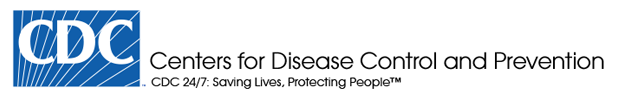 CDC
Centers for Disease Control and Prevention
CDC 24/7: Saving Lives, Protecting People™